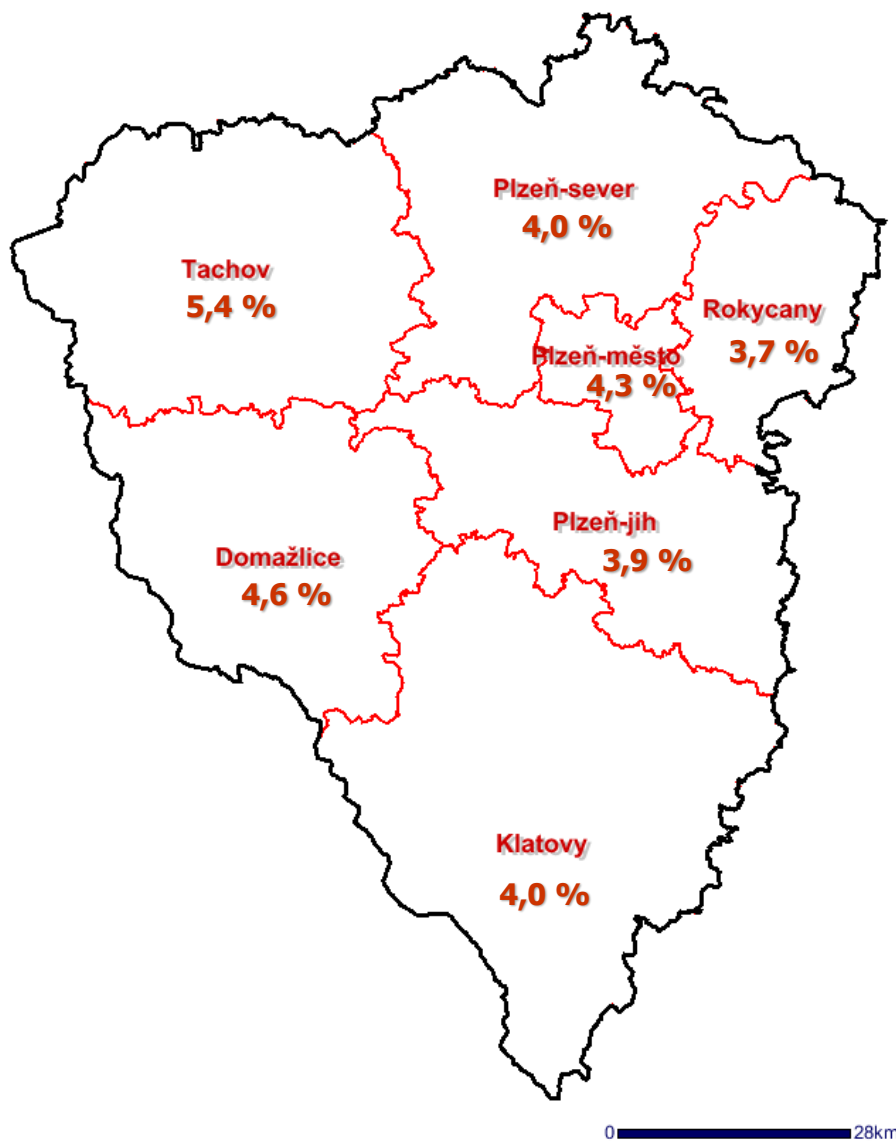 Plzeň-sever
4,0 %
Tachov
5,4 %
Rokycany
3,7 %
Plzeň-město
4,3 %
Plzeň-jih
3,9 %
Domažlice
4,6 %
Klatovy
4,0 %
0 28km